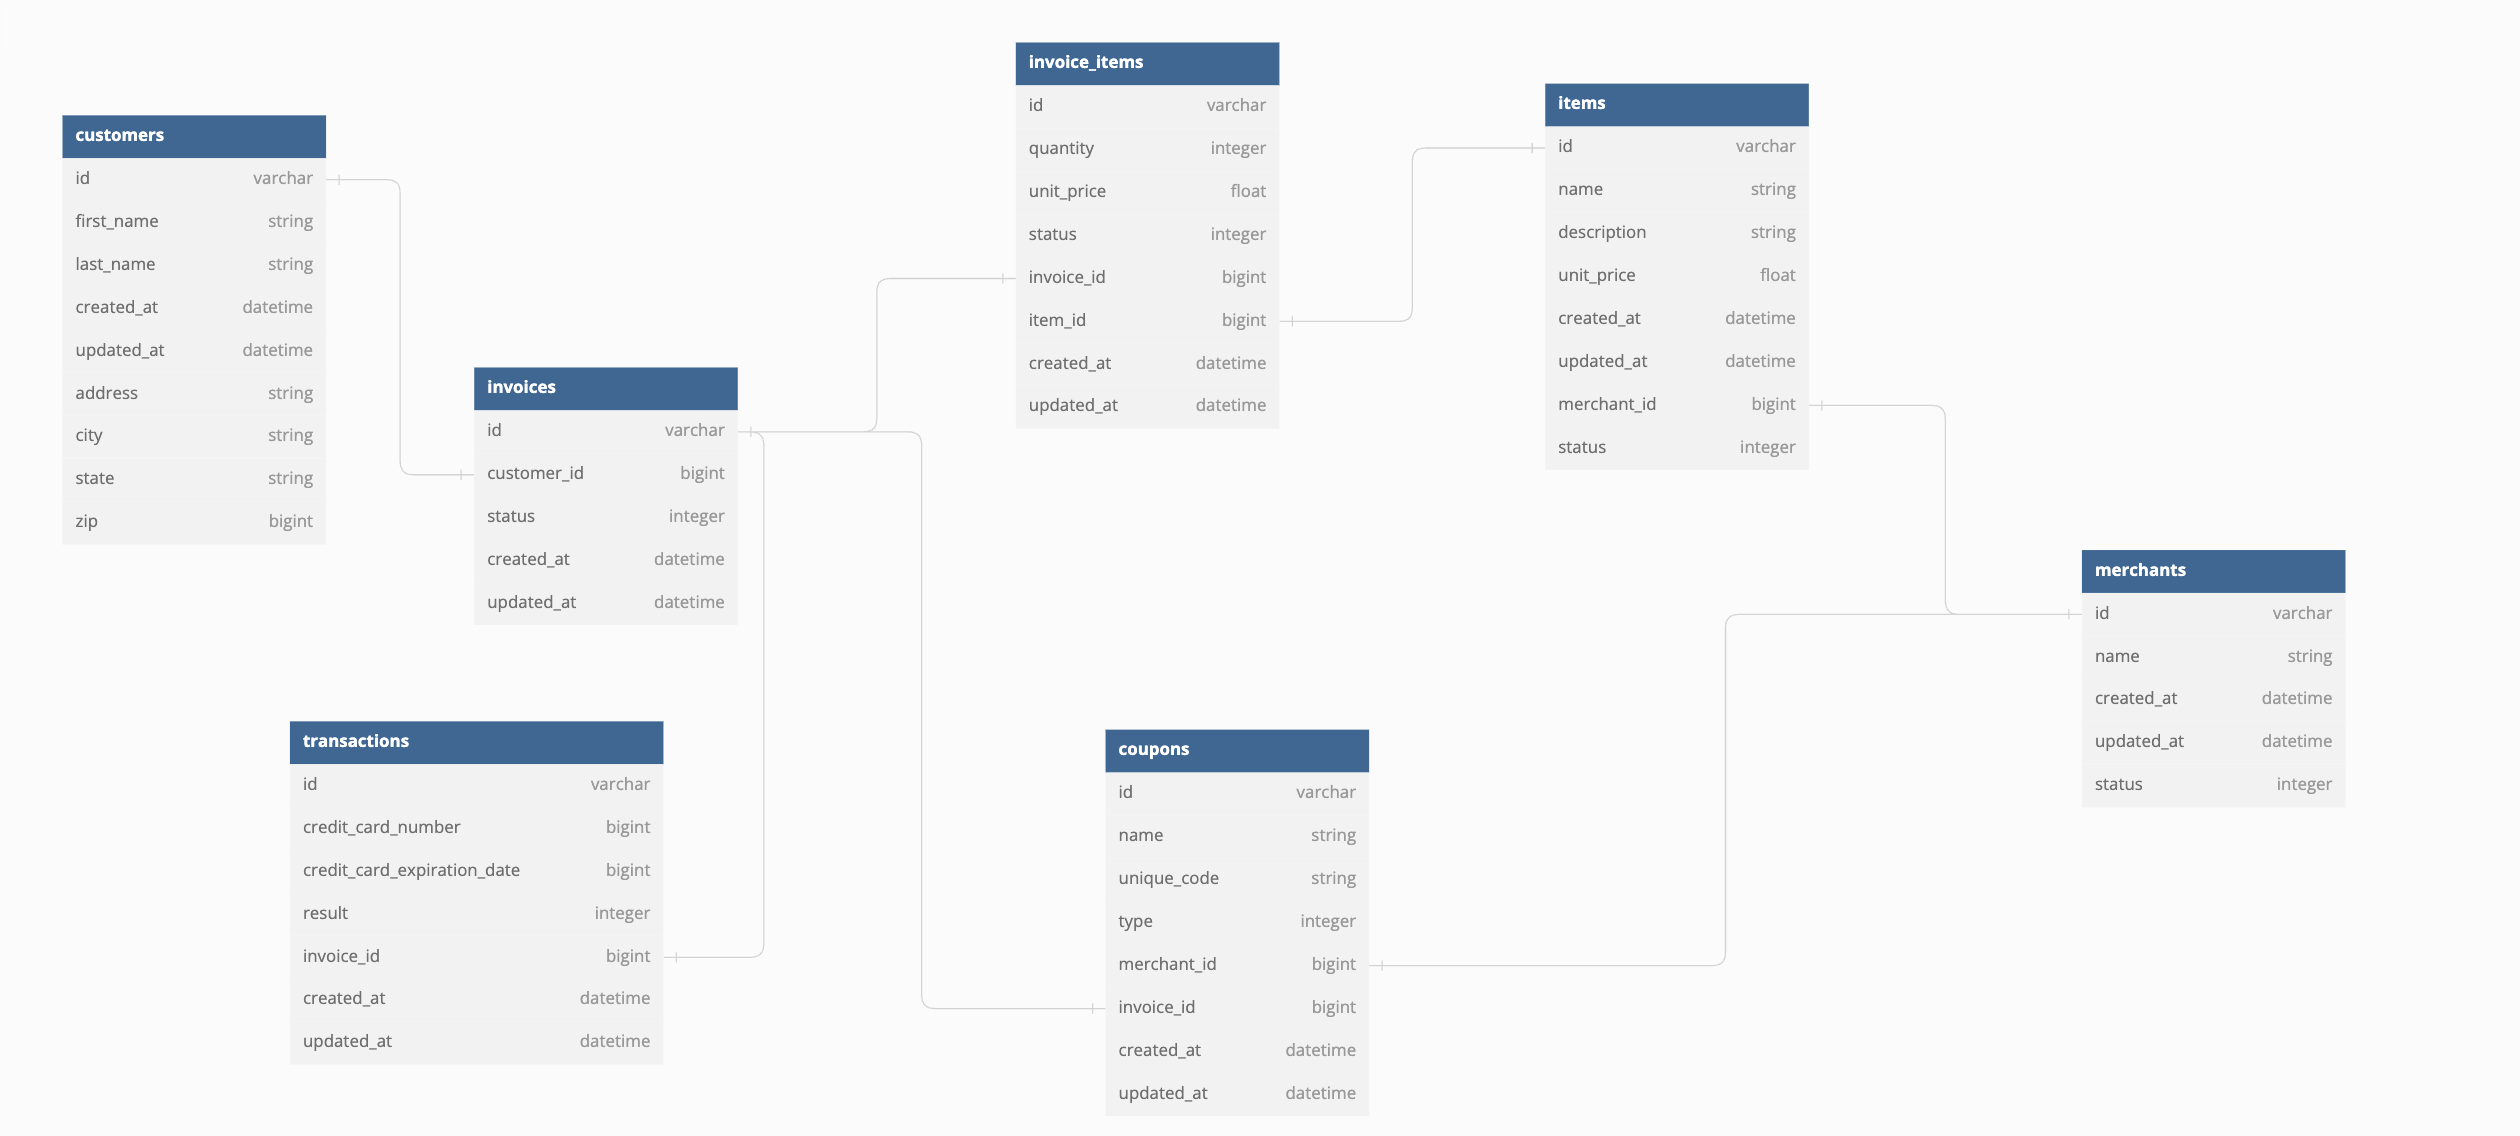 customers
id varchar
first_name string
last_name string
created_at datetime
updated_at datetime
address string
city string
state string
zip bigint
invoices
id varchar
customer_id bigint
status integer
created_at datetime
updated_at datetime
transactions
id varchar
credit_card_number bigint
credit_card_expiration_date bigint
result integer
invoice_id bigint
created_at datetime
updated_at datetime
invoice_items
id varchar
quantity integer
unit_price float
status integer
invoice_id bigint
item_id bigint
created_at datetime
updated_at datetime
coupons
id varchar
name string
unique_code string
type integer
merchant_id bigint
invoice_id bigint
created_at datetime
updated_at datetime
items
id varchar
name string
description string
unit_price float
created_at datetime
updated_at datetime
merchant_id bigint
status integer
merchants
id varchar
name string
created_at datetime
updated_at datetime
status integer